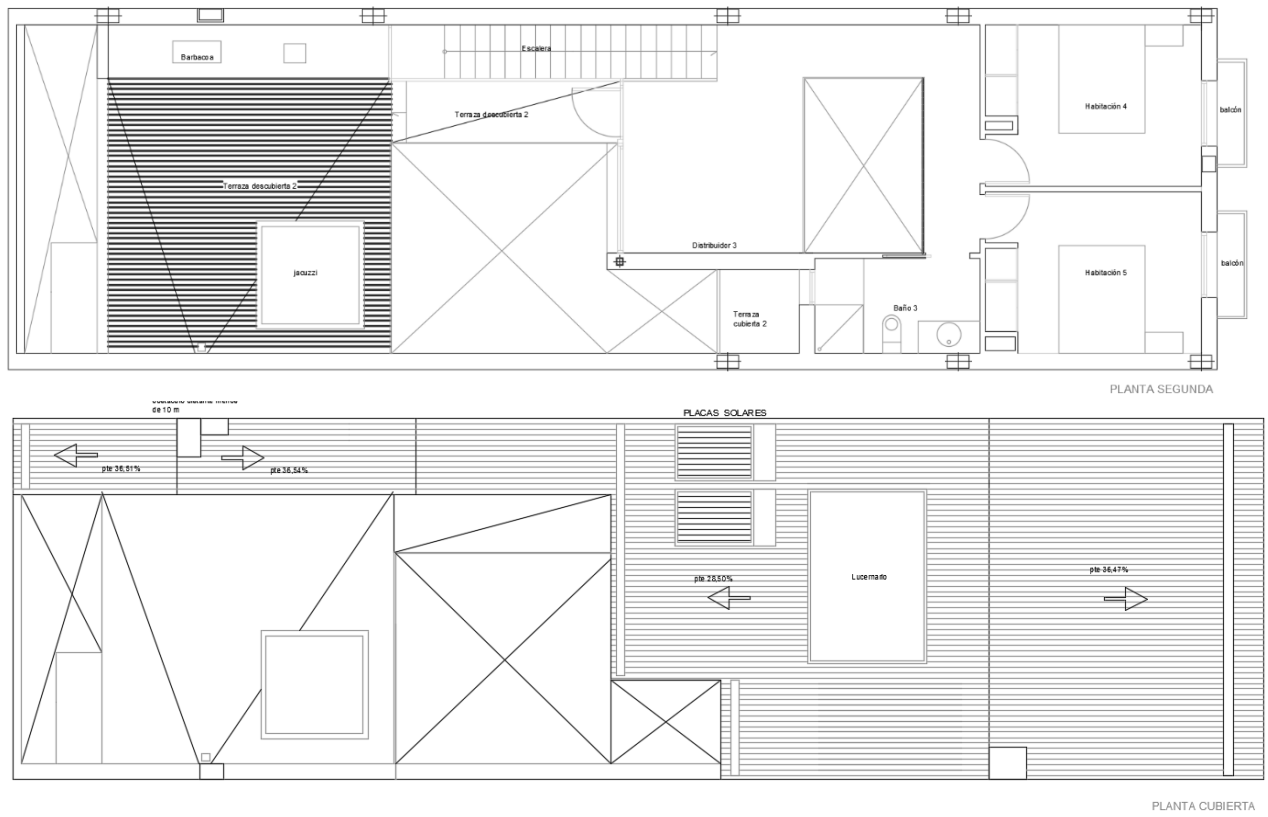 Barbacoa
Escalera
Terraza descubierta 2
Habitación 4
balcón
Terraza descubierta 2
Distribuidor 3
jacuzzi
Habitación 5
balcón
Terraza
cubierta 2
Baño 3
PLANTA SEGUNDA
de 10 m
PLACAS SOLARES
pte 36,51%
pte 36,54%
pte 28,50%
Lucernario
pte 36,47%
PLANTA CUBIERTA